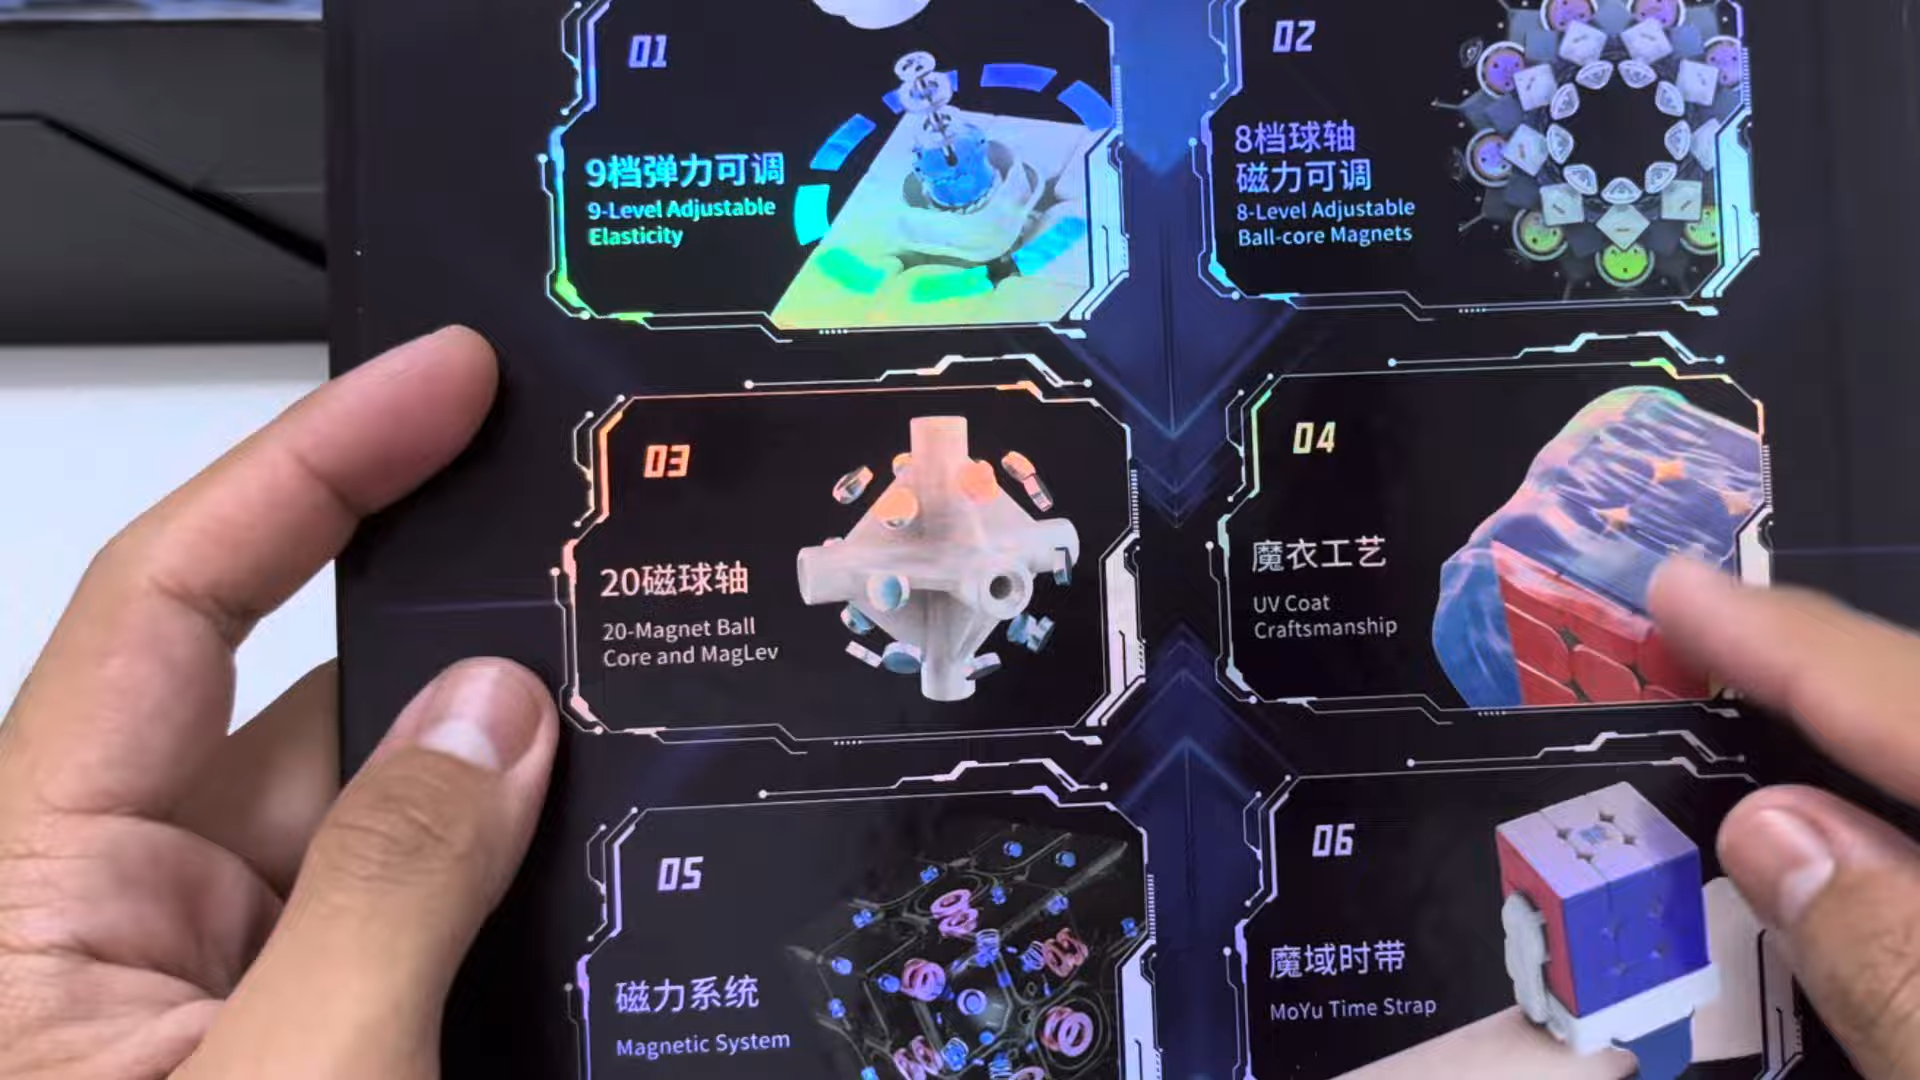 01
9档弹力可调
9-Level Adjustable
Elasticity
02
8档球轴
磁力可调
8-Level Adjustable
Ball-core Magnets
03
20磁球轴
20-Magnet Ball
Core and MagLev
04
魔衣工艺
UV Coat
Craftsmanship
05
磁力系统
Magnetic System
06
魔域时带
MoYu Time Strap